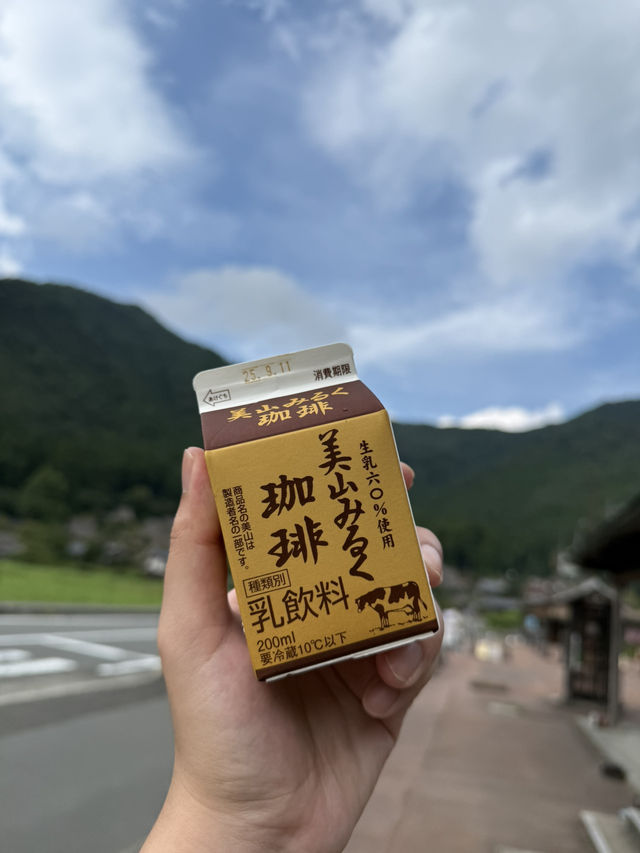 25.9.11
消費期限
あけぐち
美山みるく
珈琲
生乳六〇%使用
美山みるく
珈琲
商品名の美山は
製造者名の一部です。
種類別
乳飲料
200ml
要冷蔵10℃以下